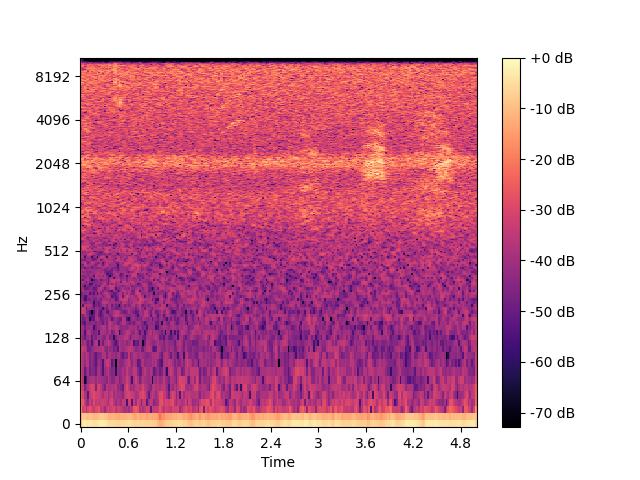 8192
4096
2048
1024
512
256
128
64
0
Hz
0 0.6 1.2 1.8 2.4 3 3.6 4.2 4.8
Time
+0 dB
-10 dB
-20 dB
-30 dB
-40 dB
-50 dB
-60 dB
-70 dB